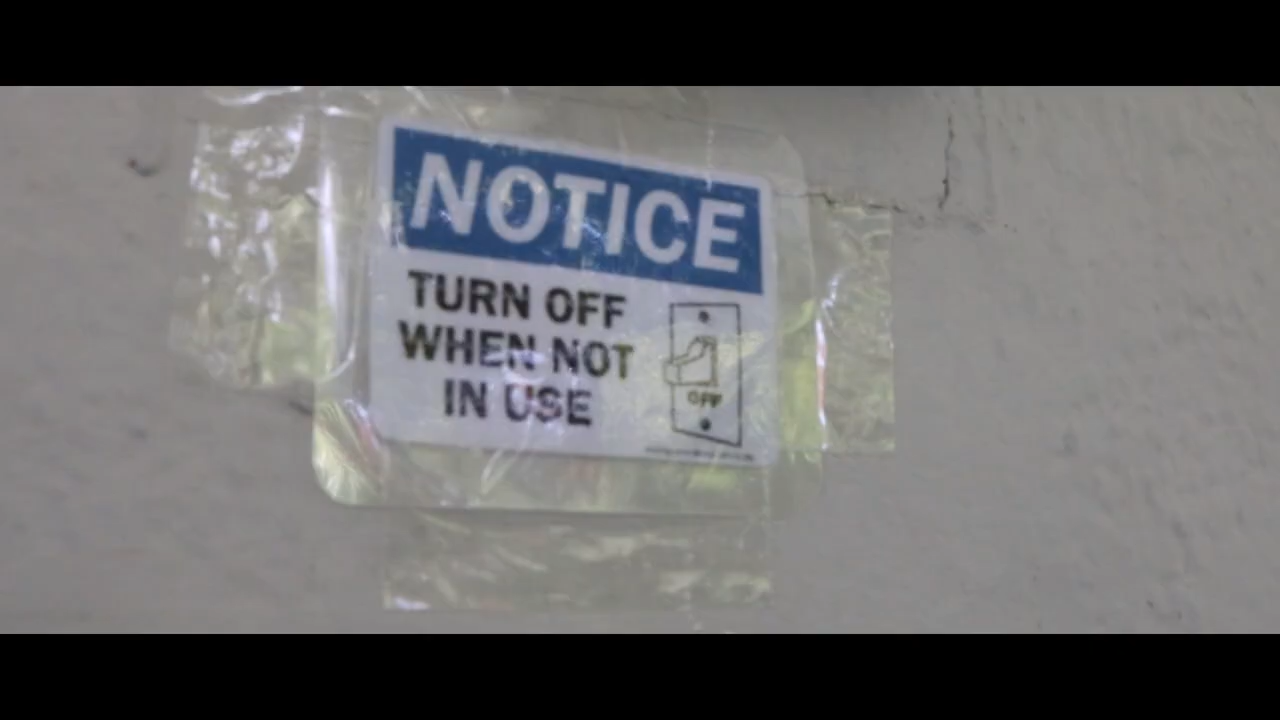 NOTICE
TURN OFF
WHEN NOT
IN USE
OFF